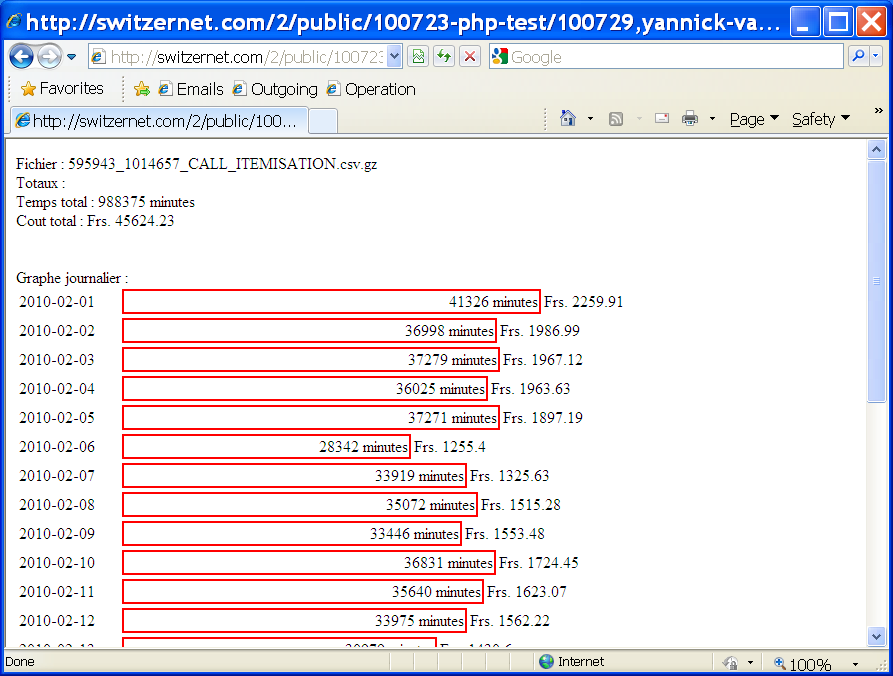 http://switzernet.com/2/public/100723-php-test/100729,yannick-va...
http://switzernet.com/2/public/100723
Google
Favorites
Emails
Outgoing
Operation
http://switzernet.com/2/public/100...
Page
Safety
»
Fichier : 595943_1014657_CALL_ITEMISATION.csv.gz
Totaux :
Temps total : 988375 minutes
Cout total : Frs. 45624.23
Graphe journalier :
2010-02-01 41326 minutes Frs. 2259.91
2010-02-02 36998 minutes Frs. 1986.99
2010-02-03 37279 minutes Frs. 1967.12
2010-02-04 36025 minutes Frs. 1963.63
2010-02-05 37271 minutes Frs. 1897.19
2010-02-06 28342 minutes Frs. 1255.4
2010-02-07 33919 minutes Frs. 1325.63
2010-02-08 35072 minutes Frs. 1515.28
2010-02-09 33446 minutes Frs. 1553.48
2010-02-10 36831 minutes Frs. 1724.45
2010-02-11 35640 minutes Frs. 1623.07
2010-02-12 33975 minutes Frs. 1562.22
Done
Internet
100%